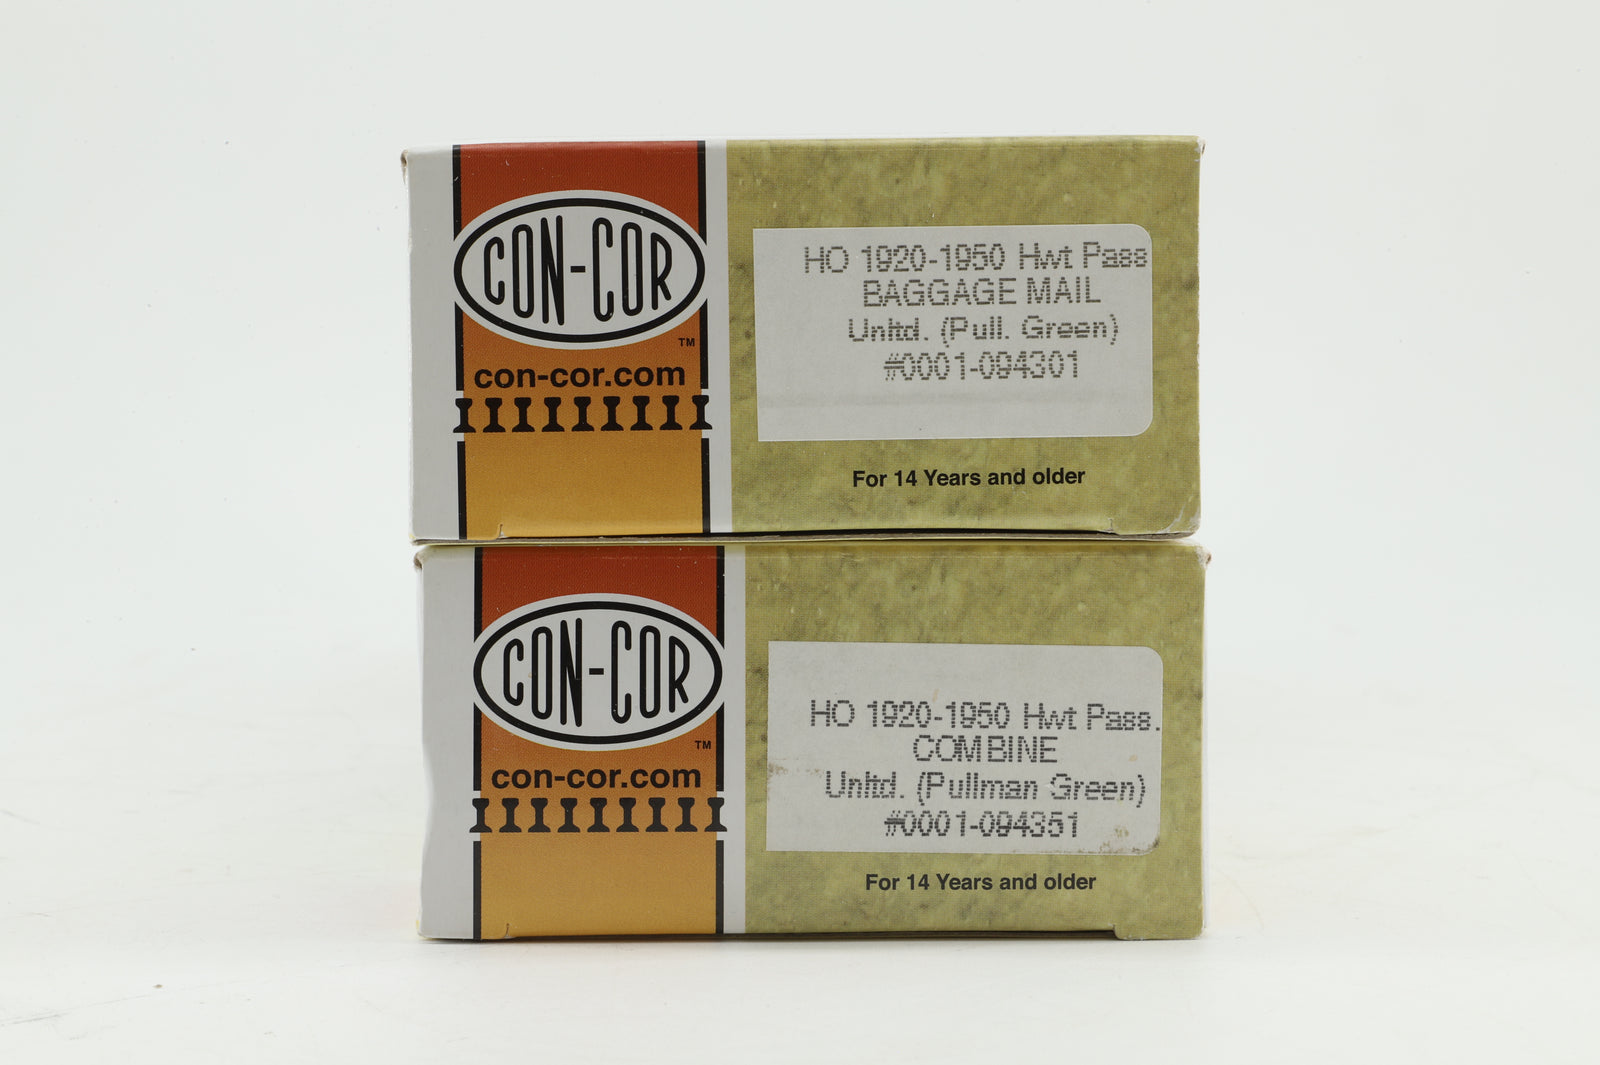 CON-COR
TM
con-cor.com
HO 1920-1950 Hwt Pass
BAGGAGE MAIL
Unltd. (Pull. Green)
#0001-094301
For 14 Years and older
CON-COR
TM
con-cor.com
HO 1920-1950 Hwt Pass.
COMBINE
Unltd. (Pullman Green)
#0001-094351
For 14 Years and older